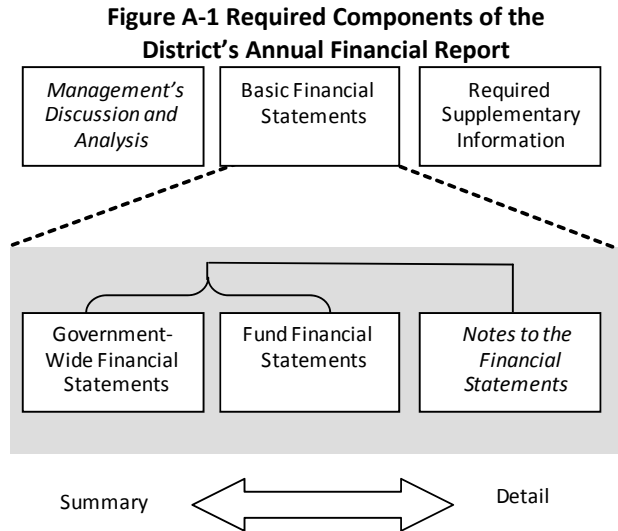 Figure A-1 Required Components of the
District's Annual Financial Report
Management's
Discussion and
Analysis
Basic Financial
Statements
Required
Supplementary
Information
Government-
Wide Financial
Statements
Fund Financial
Statements
Notes to the
Financial
Statements
Summary
Detail